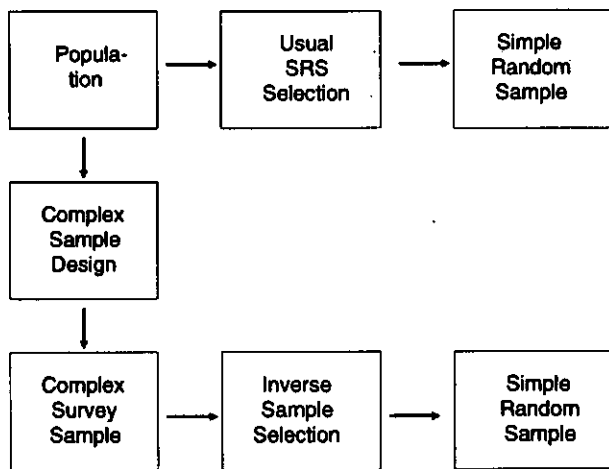 Popula-
tion
Usual
SRS
Selection
Simple
Random
Sample
Complex
Sample
Design
Complex
Survey
Sample
Inverse
Sample
Selection
Simple
Random
Sample